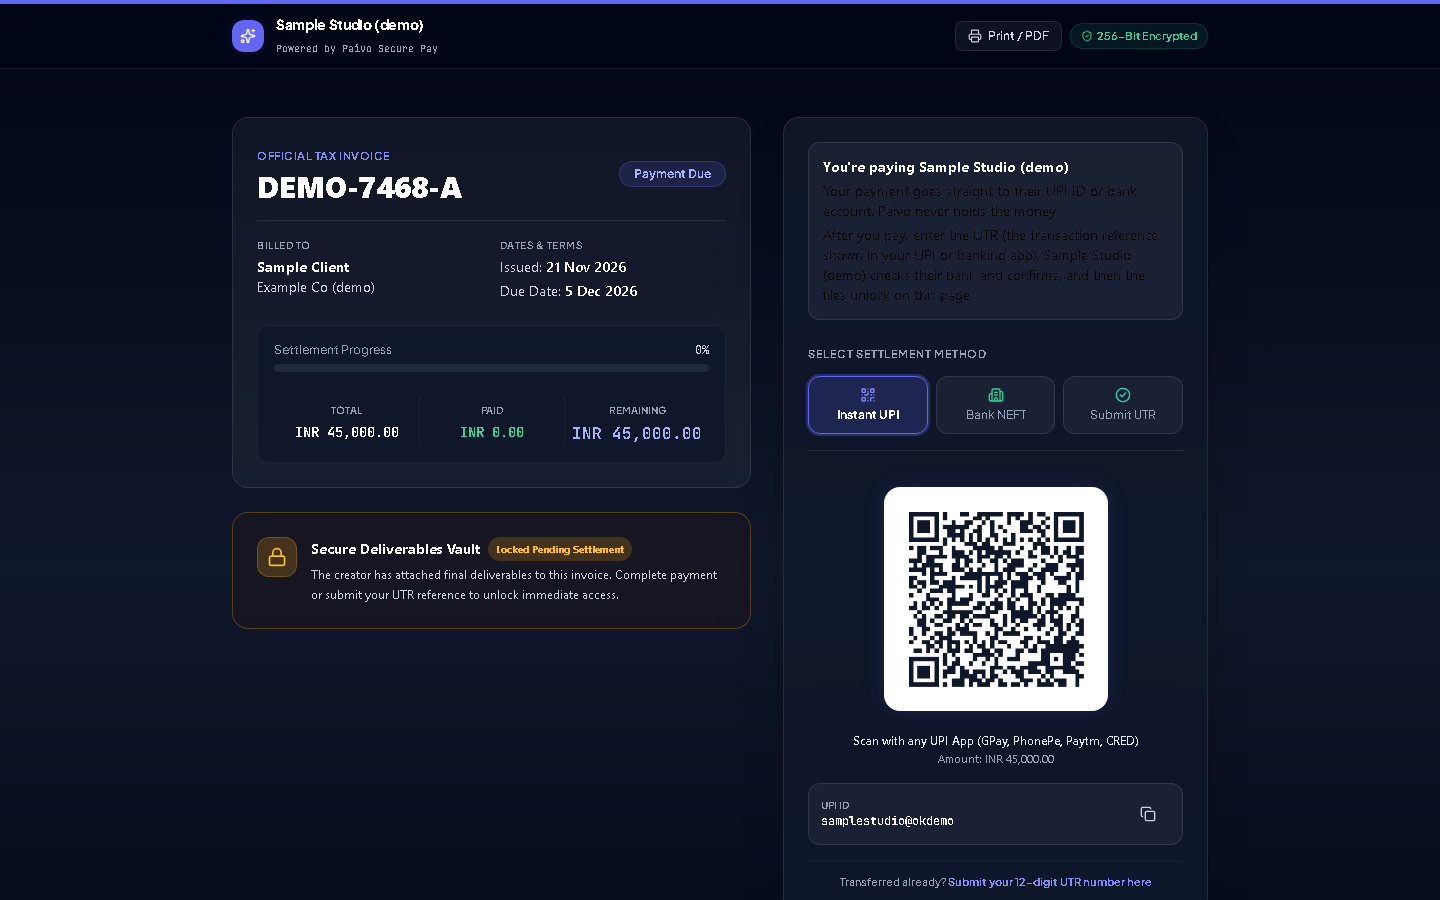 Sample Studio (demo)
Powered by Paivo Secure Pay
Print / PDF
256-Bit Encrypted
OFFICIAL TAX INVOICE
DEMO-7468-A
Payment Due
BILLED TO
Sample Client
Example Co (demo)
DATES & TERMS
Issued: 21 Nov 2026
Due Date: 5 Dec 2026
Settlement Progress
0%
TOTAL
INR 45,000.00
PAID
INR 0.00
REMAINING
INR 45,000.00
Secure Deliverables Vault
Locked Pending Settlement
The creator has attached final deliverables to this invoice. Complete payment
or submit your UTR reference to unlock immediate access.
You're paying Sample Studio (demo)
Your payment goes straight to their UPI ID or bank
account. Paivo never holds the money.
After you pay, enter the UTR (the transaction reference
shown in your UPI or banking app). Sample Studio
(demo) checks their bank and confirms, and then the
files unlock on this page.
SELECT SETTLEMENT METHOD
Instant UPI
Bank NEFT
Submit UTR
Scan with any UPI App (GPay, PhonePe, Paytm, CRED)
Amount: INR 45,000.00
UPI ID
samplestudio@okdemo
Transferred already? Submit your 12-digit UTR number here